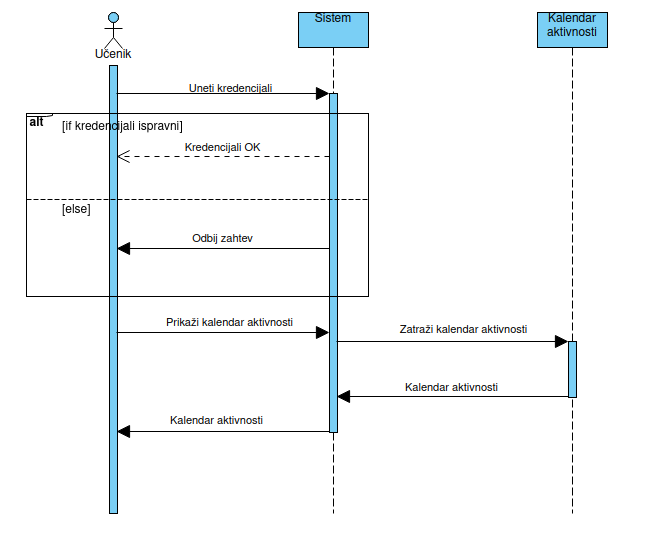 Sistem
Kalendar
aktivnosti
Učenik
Uneti kredencijali
alt
[if kredencijali ispravni]
Kredencijali OK
[else]
Odbij zahtev
Prikaži kalendar aktivnosti
Zatraži kalendar aktivnosti
Kalendar aktivnosti
Kalendar aktivnosti